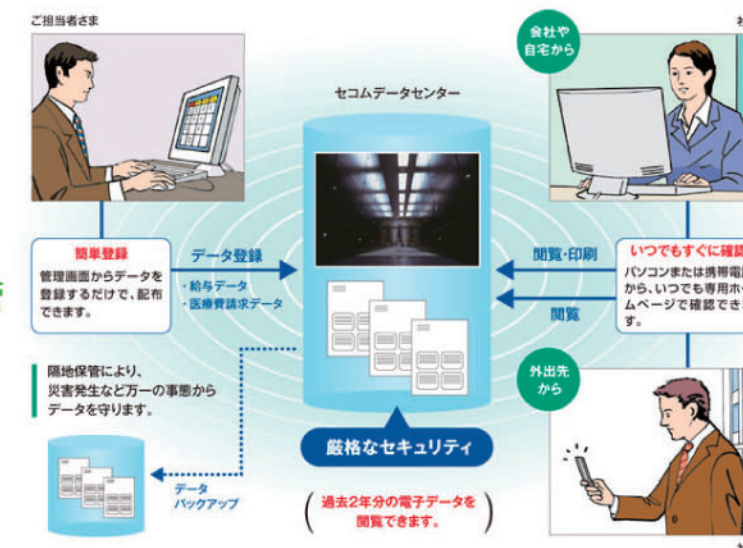 ご担当者さま
社
会社や
自宅から
セコムデータセンター
簡単登録
管理画面からデータを
登録するだけで、配布
できます。
データ登録
・給与データ
・医療費請求データ
閲覧・印刷
閲覧
いつでもすぐに確認
パソコンまたは携帯電話
から、いつでも専用ホー
ムページで確認できま
す。
隔地保管により、
災害発生など万一の事態から
データを守ります。
外出先
から
厳格なセキュリティ
データ
バックアップ
過去2年分の電子データを
閲覧できます。